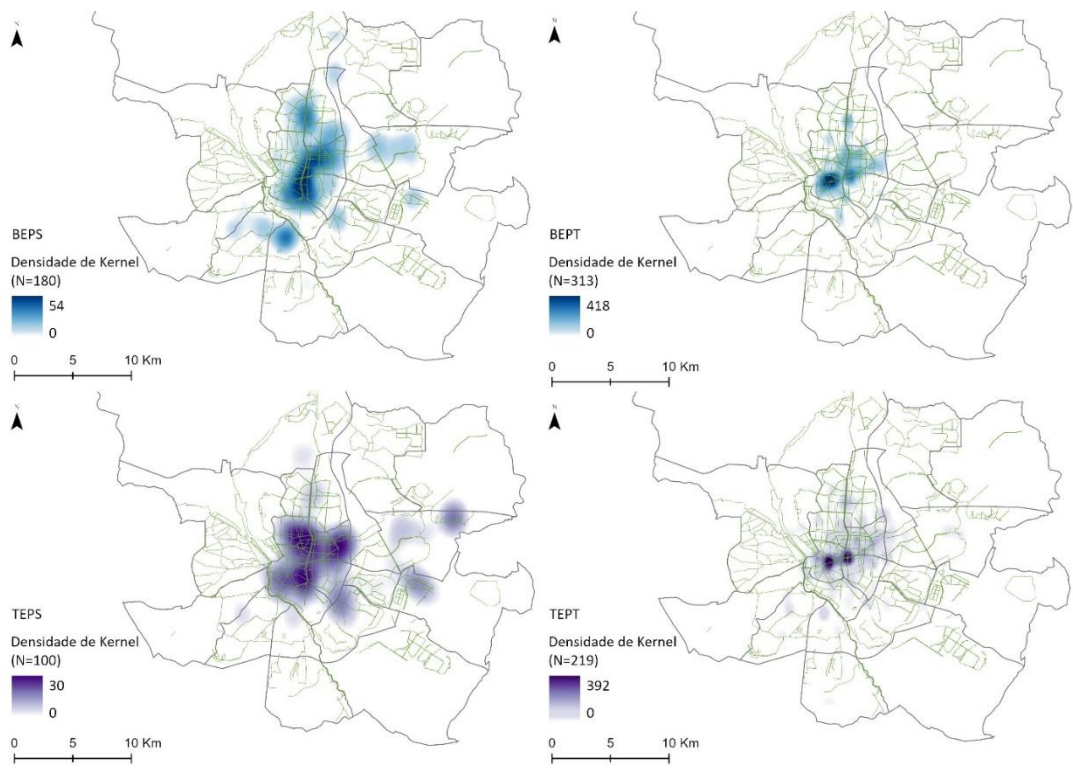 N
BEPS
Densidade de Kernel
(N=180)
54
0
0 5 10 Km
N
BEPT
Densidade de Kernel
(N=313)
418
0
0 5 10 Km
N
TEPS
Densidade de Kernel
(N=100)
30
0
0 5 10 Km
N
TEPT
Densidade de Kernel
(N=219)
392
0
0 5 10 Km